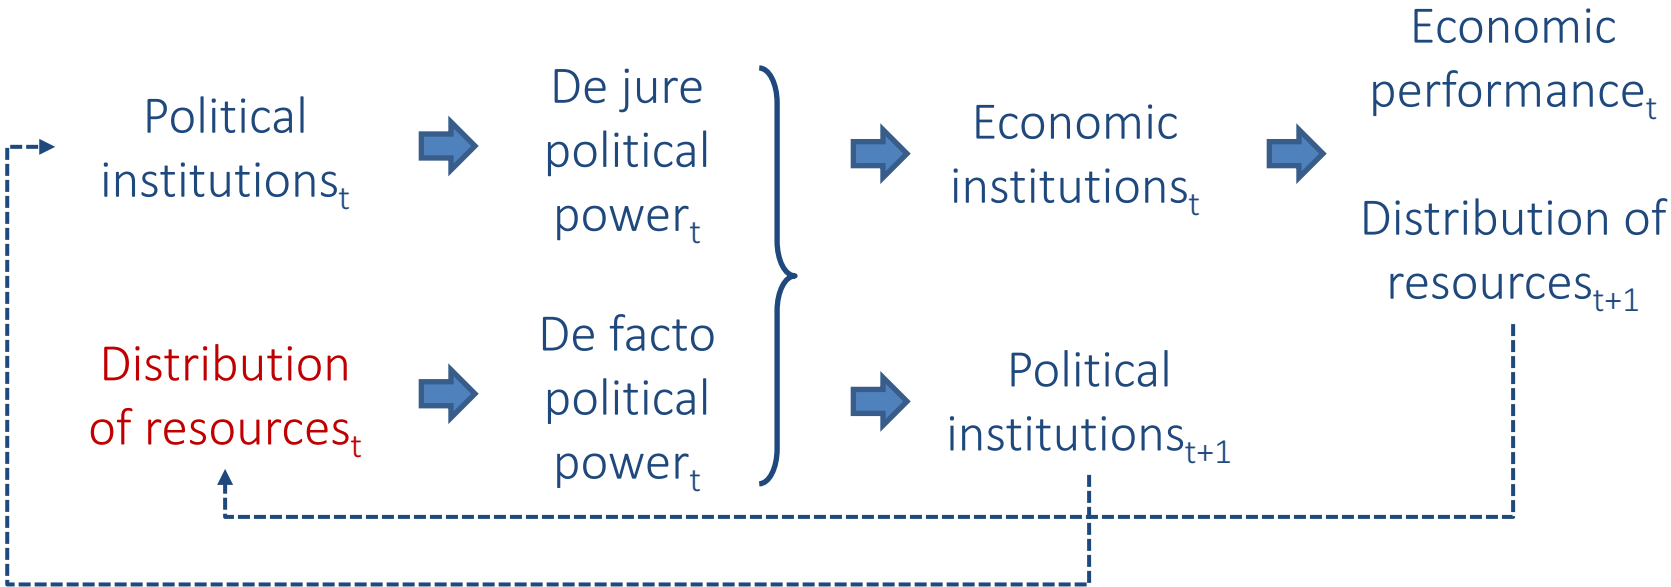 Political
institutionsₜ
De jure
political
powerₜ
Economic
institutionsₜ
Economic
performanceₜ
Distribution of
resourcesₜ₊₁
Distribution
of resourcesₜ
De facto
political
powerₜ
Political
institutionsₜ₊₁